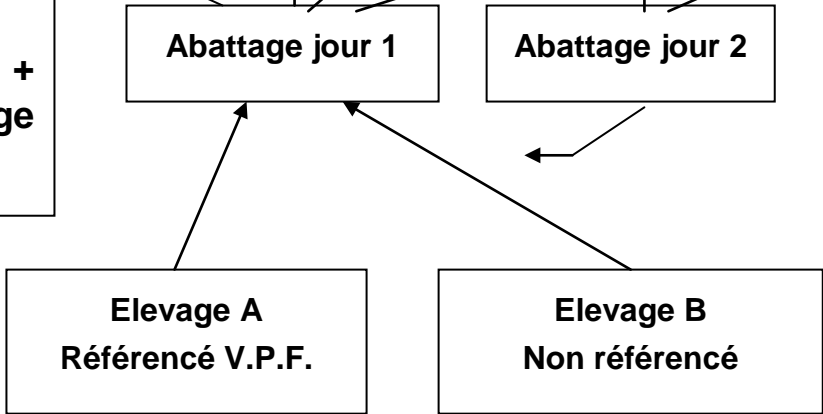 Abattage jour 1
Abattage jour 2
+
Elevage A
Référencé V.P.F.
Elevage B
Non référencé